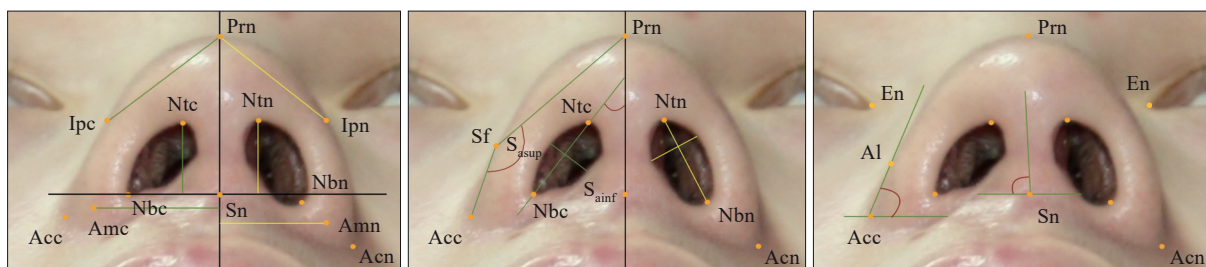 Prn
Ntc
Ntn
Ipc
Ipn
Nbn
Nbc
Sn
Acc
Amc
Amn
Acn
Prn
Ntc
Ntn
Sf
Sasup
Sainf
Nbc
Nbn
Acc
Acn
Prn
En
En
Al
Acc
Sn
Acn